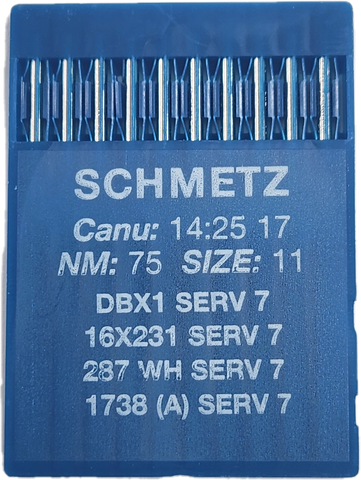 SCHMETZ
Canu: 14:25 17
NM: 75 SIZE: 11
DBX1 SERV 7
16X231 SERV 7
287 WH SERV 7
1738 (A) SERV 7